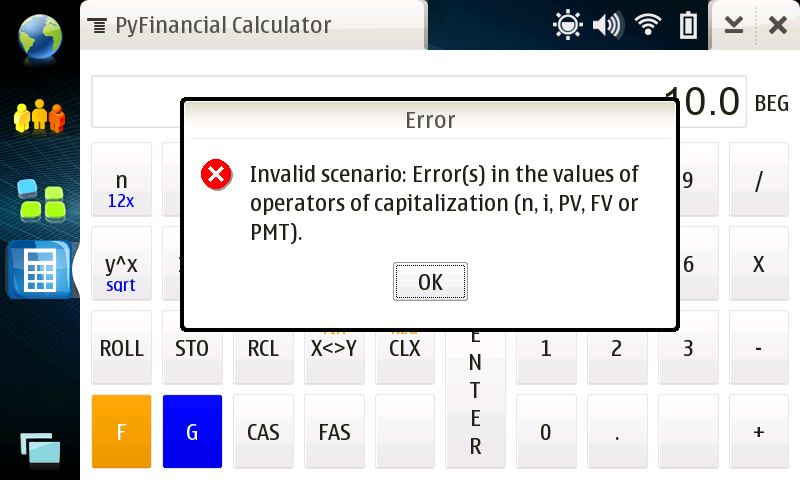 PyFinancial Calculator
10.0 BEG
Error
Invalid scenario: Error(s) in the values of
operators of capitalization (n, i, PV, FV or
PMT).
OK
n
12x
9
/
y^x
sqrt
6
X
ROLL
STO
RCL
X<>Y
CLX
ENTER
1
2
3
-
F
G
CAS
FAS
0
.
+